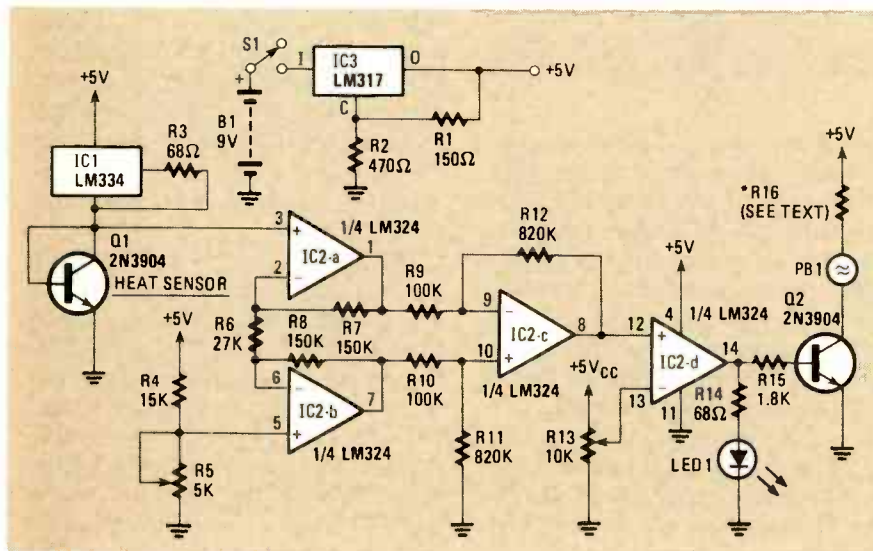 +5V
IC1
LM334
R3
68Ω
S1
+
B1
9V
I
IC3
LM317
O
C
+5V
R2
470Ω
R1
150Ω
Q1
2N3904
HEAT SENSOR
3
+
2
−
IC2-a
1
1/4 LM324
R6
27K
R8
150K
R7
150K
R9
100K
R10
100K
6
−
5
+
IC2-b
7
1/4 LM324
+5V
R4
15K
R5
5K
R12
820K
9
−
10
+
IC2-c
8
1/4 LM324
R11
820K
+5VCC
R13
10K
+5V
4
1/4 LM324
12
+
13
−
IC2-d
14
11
R14
68Ω
LED1
R15
1.8K
+5V
*R16
(SEE TEXT)
PB1
Q2
2N3904